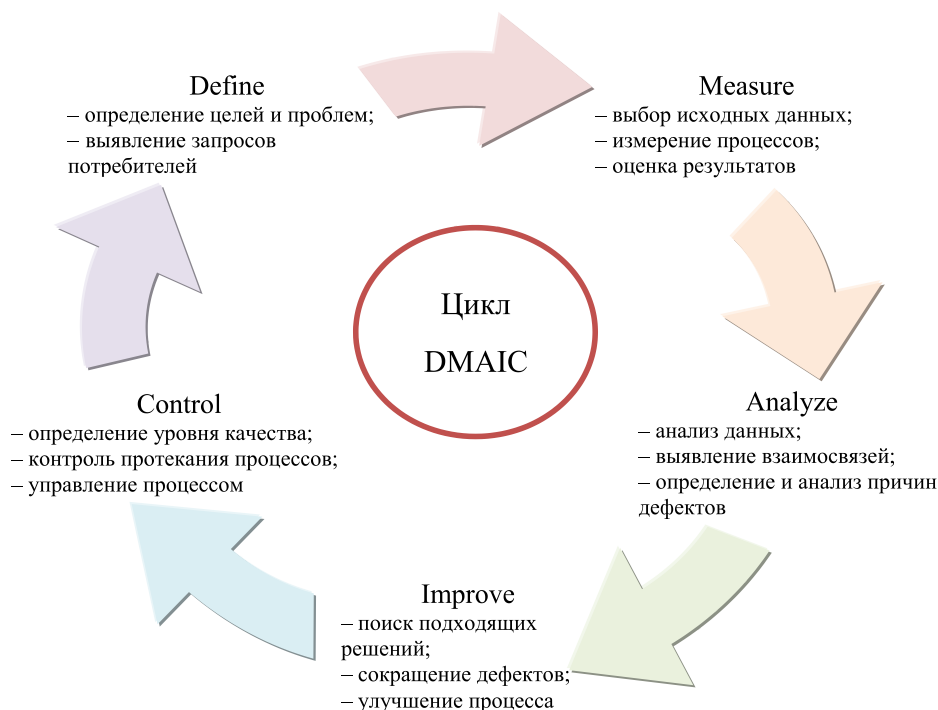 Define
– определение целей и проблем;
– выявление запросов
потребителей
Measure
– выбор исходных данных;
– измерение процессов;
– оценка результатов
Цикл
DMAIC
Analyze
– анализ данных;
– выявление взаимосвязей;
– определение и анализ причин
дефектов
Improve
– поиск подходящих
решений;
– сокращение дефектов;
– улучшение процесса
Control
– определение уровня качества;
– контроль протекания процессов;
– управление процессом